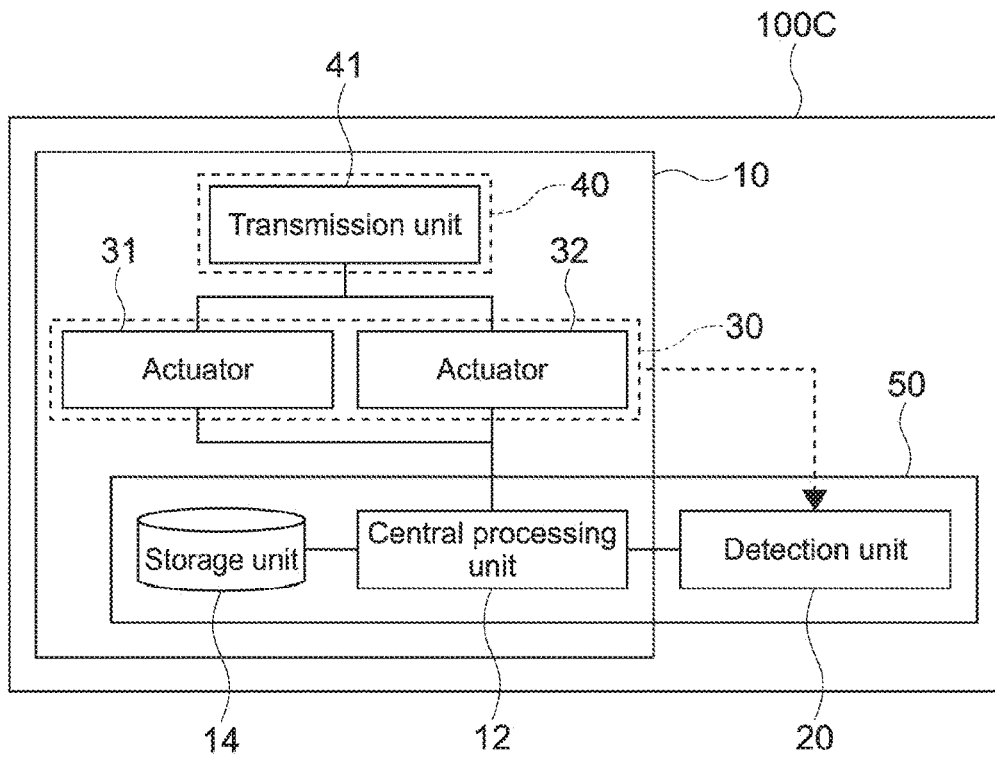 100C
41
10
40
Transmission unit
31
32
30
Actuator
Actuator
50
Storage unit
Central processing
unit
Detection unit
14
12
20